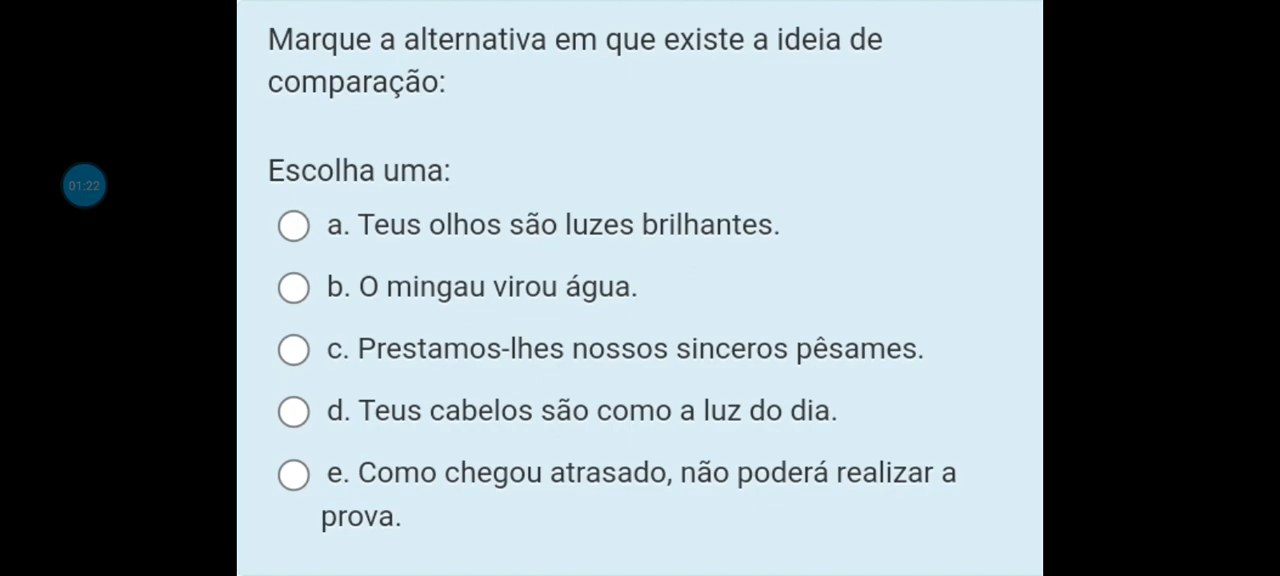 Marque a alternativa em que existe a ideia de
comparação:
Escolha uma:
01:22
a. Teus olhos são luzes brilhantes.
b. O mingau virou água.
c. Prestamos-lhes nossos sinceros pêsames.
d. Teus cabelos são como a luz do dia.
e. Como chegou atrasado, não poderá realizar a
prova.